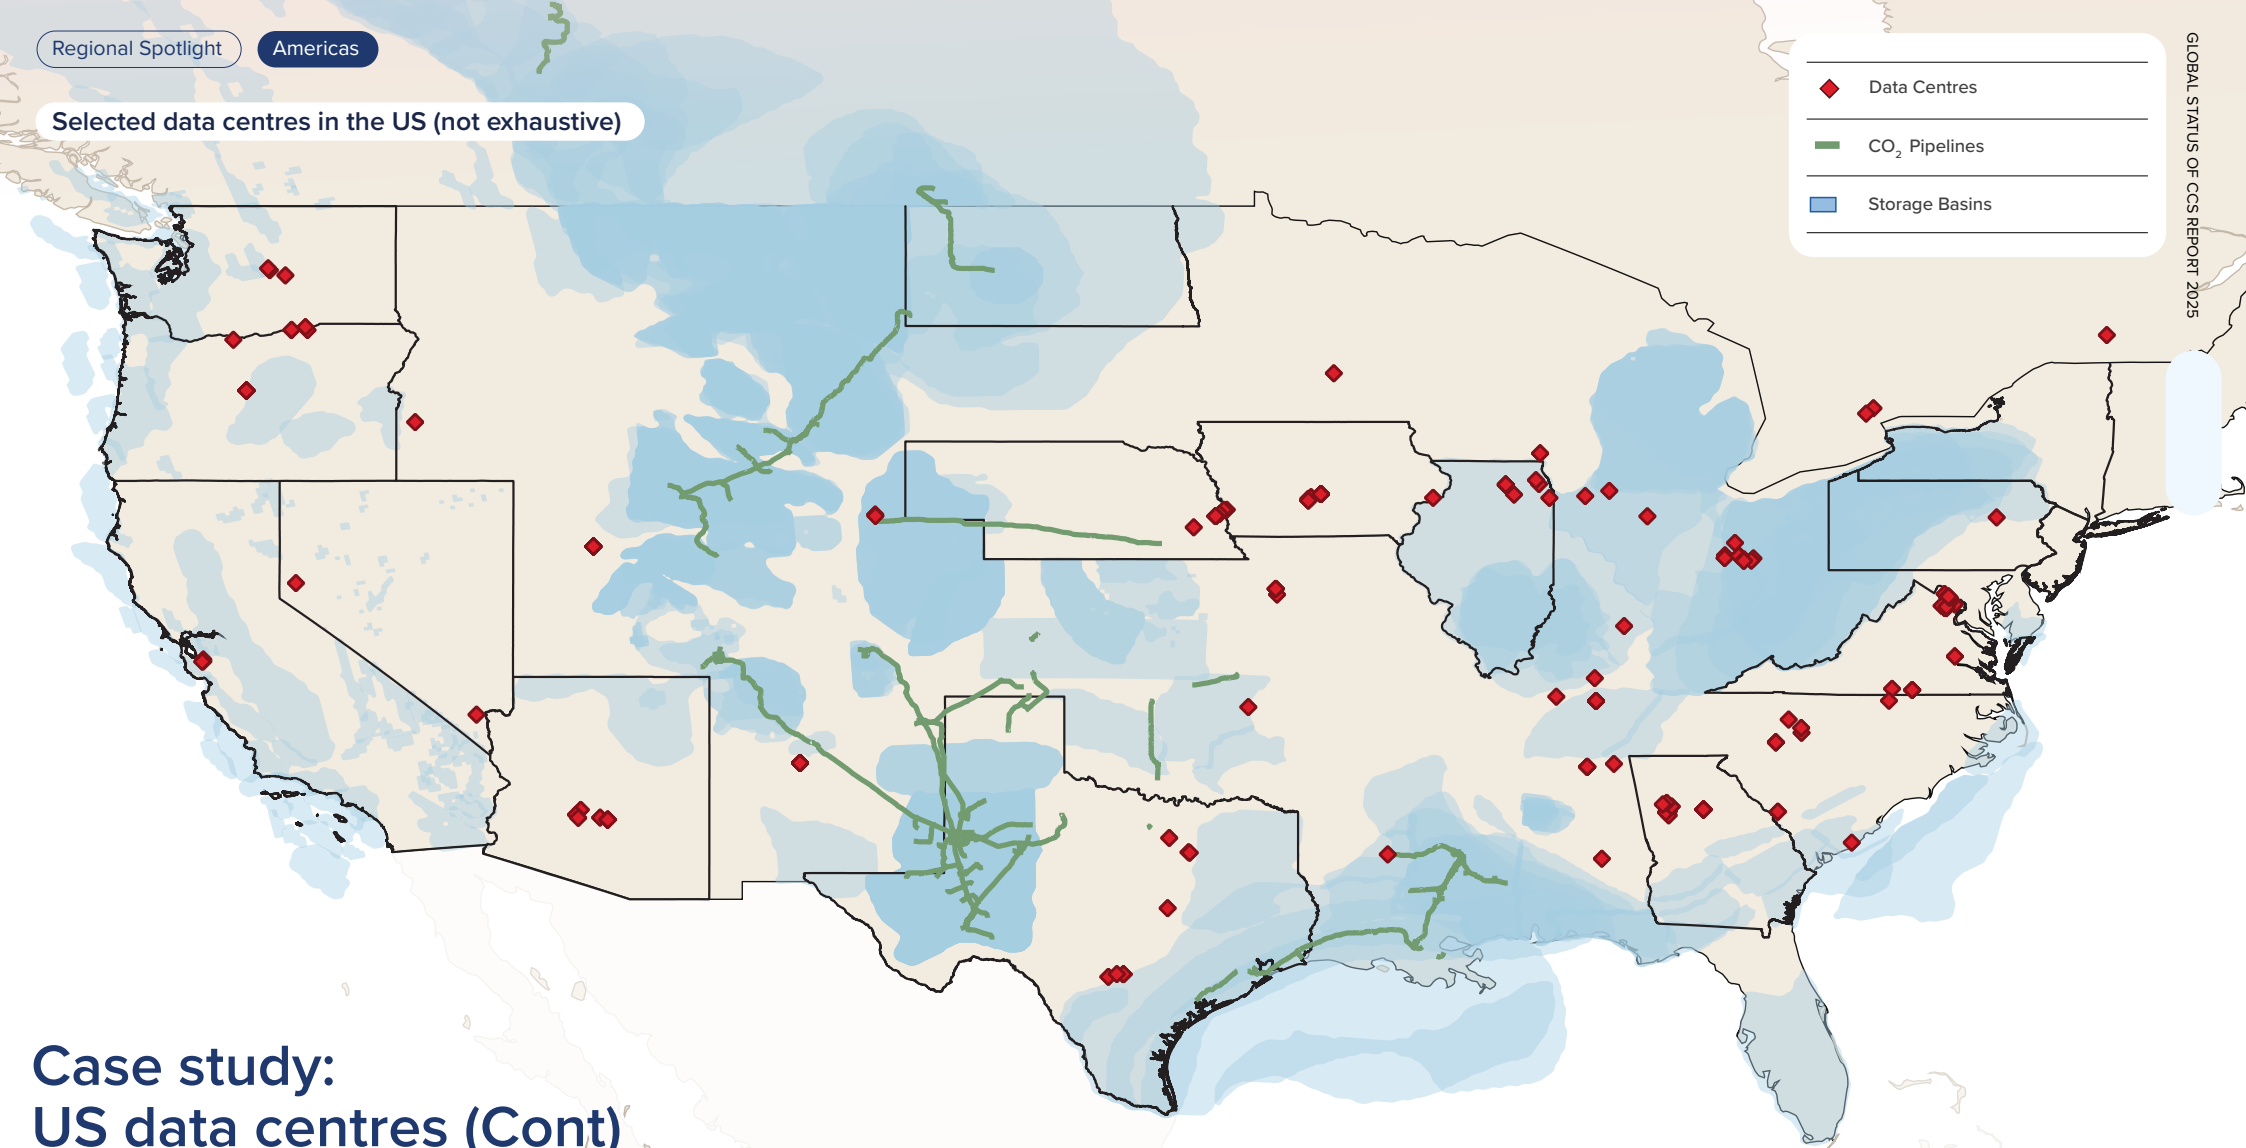 Regional Spotlight
Americas
Selected data centres in the US (not exhaustive)
Data Centres
CO2 Pipelines
Storage Basins
GLOBAL STATUS OF CCS REPORT 2025
Case study:
US data centres (Cont)